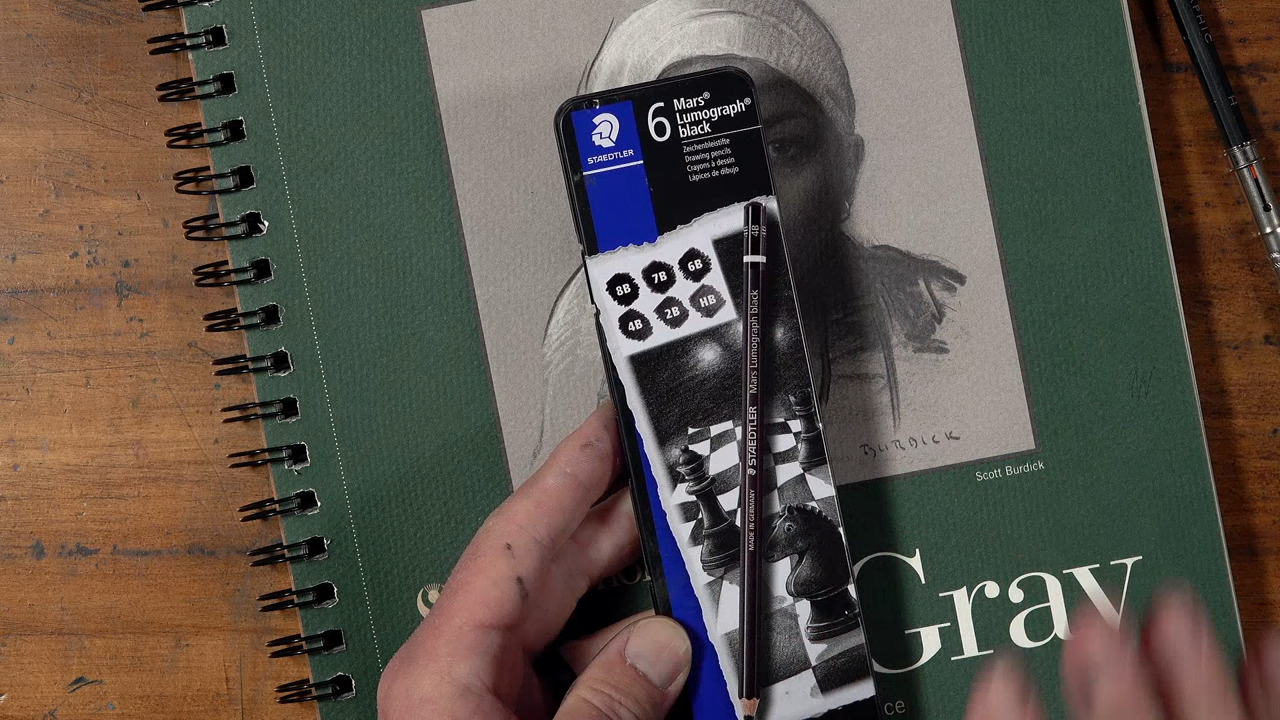 STAEDTLER
6
Mars®
Lumograph®
black
Zeichenbleistifte
Drawing pencils
Crayons à dessin
Lápices de dibujo
8B 7B 6B
4B 2B HB
4B
MADE IN GERMANY STAEDTLER Mars Lumograph black
BURDICK
Scott Burdick
Gray